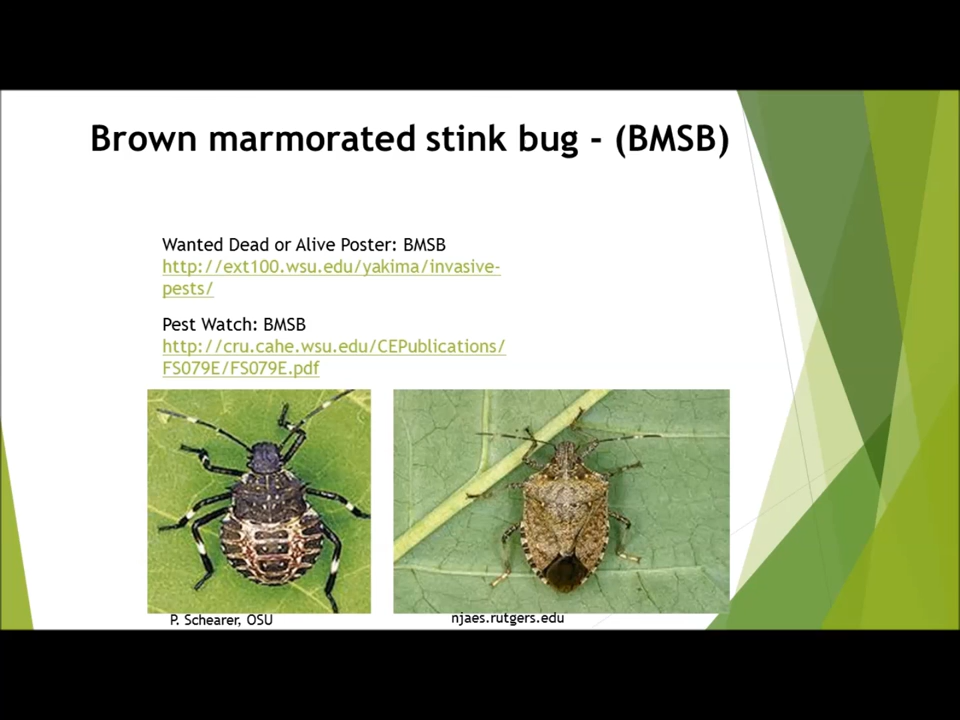 Brown marmorated stink bug - (BMSB)
Wanted Dead or Alive Poster: BMSB
http://ext100.wsu.edu/yakima/invasive-
pests/
Pest Watch: BMSB
http://cru.cahe.wsu.edu/CEPublications/
FS079E/FS079E.pdf
P. Schearer, OSU
njaes.rutgers.edu